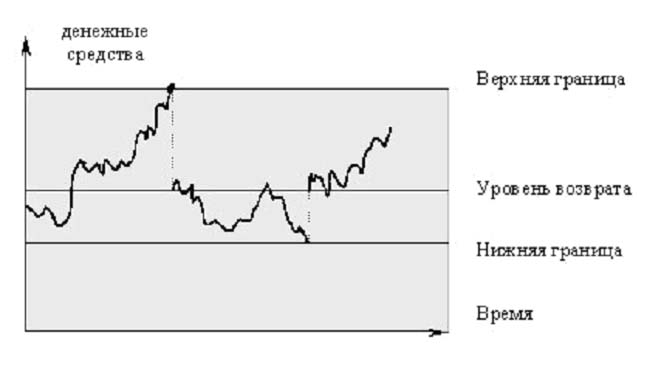 денежные
средства
Верхняя граница
Уровень возврата
Нижняя граница
Время